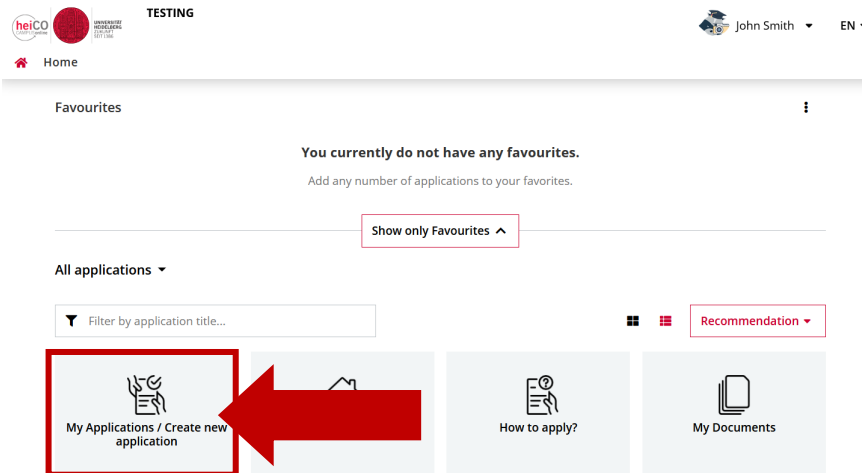 TESTING
heiCO
CAMPUSonline
UNIVERSITÄT
HEIDELBERG
ZUKUNFT
SEIT 1386
John Smith
EN
Home
Favourites
You currently do not have any favourites.
Add any number of applications to your favorites.
Show only Favourites
All applications
Filter by application title...
Recommendation
My Applications / Create new
application
How to apply?
My Documents